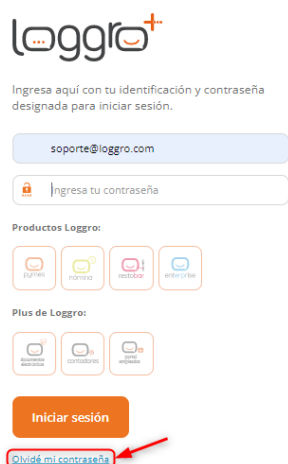 loggro
Ingresa aquí con tu identificación y contraseña
designada para iniciar sesión.
soporte@loggro.com
Ingresa tu contraseña
Productos Loggro:
pymes nómina restobar enterprise
Plus de Loggro:
documentos electrónicos contadores portal empleados
Iniciar sesión
Olvidé mi contraseña